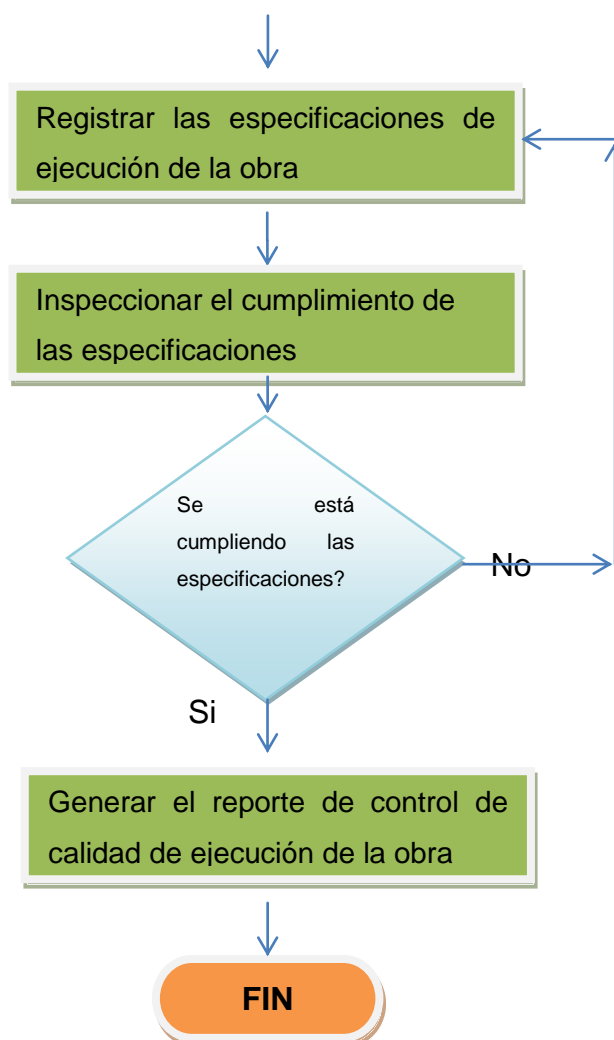 Registrar las especificaciones de
ejecución de la obra
Inspeccionar el cumplimiento de
las especificaciones
Se está
cumpliendo las
especificaciones?
No
Si
Generar el reporte de control de
calidad de ejecución de la obra
FIN